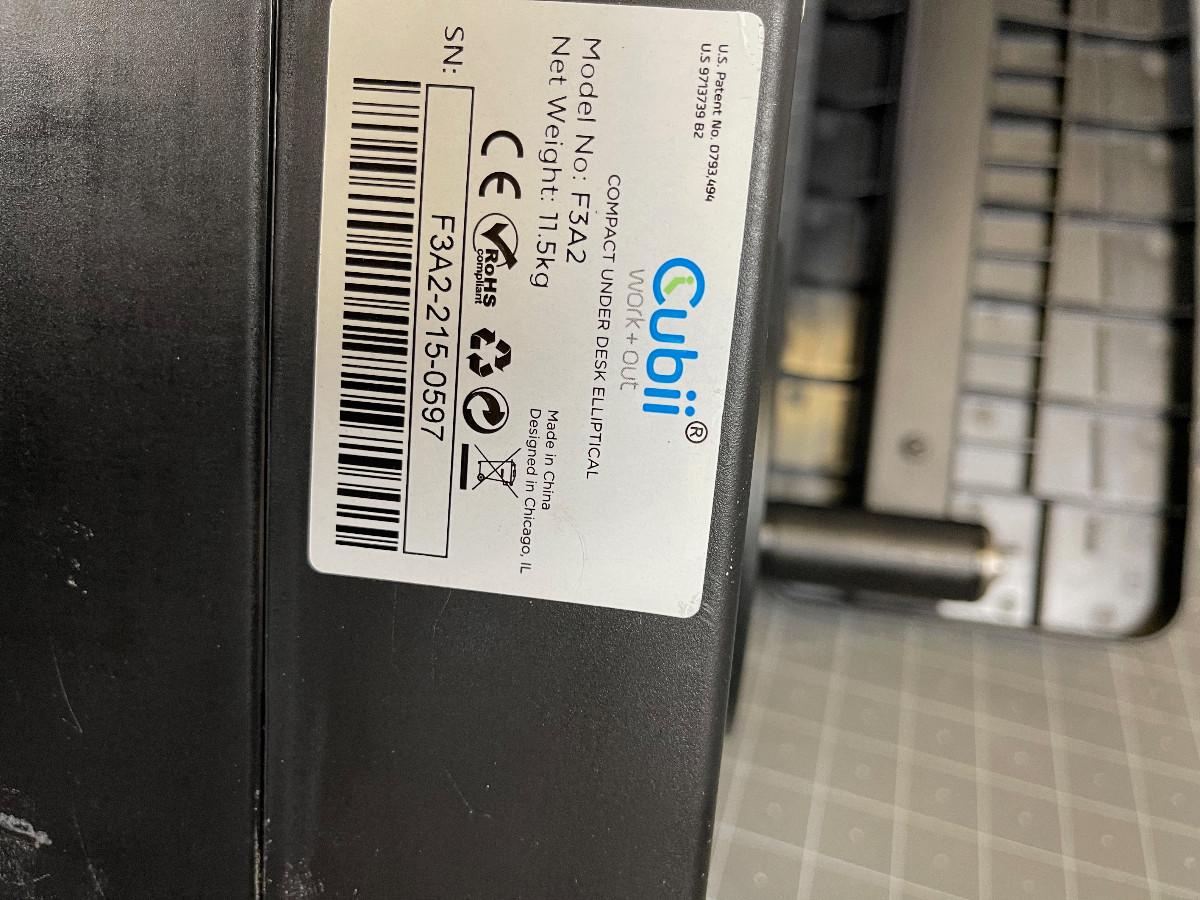 U.S. Patent No. D793,494
U.S 9713739 B2
Cubii®
work + out
COMPACT UNDER DESK ELLIPTICAL
Model No: F3A2
Net Weight: 11.5kg
Made in China
Designed in Chicago, IL
CE
RoHS
compliant
SN:
F3A2-215-0597